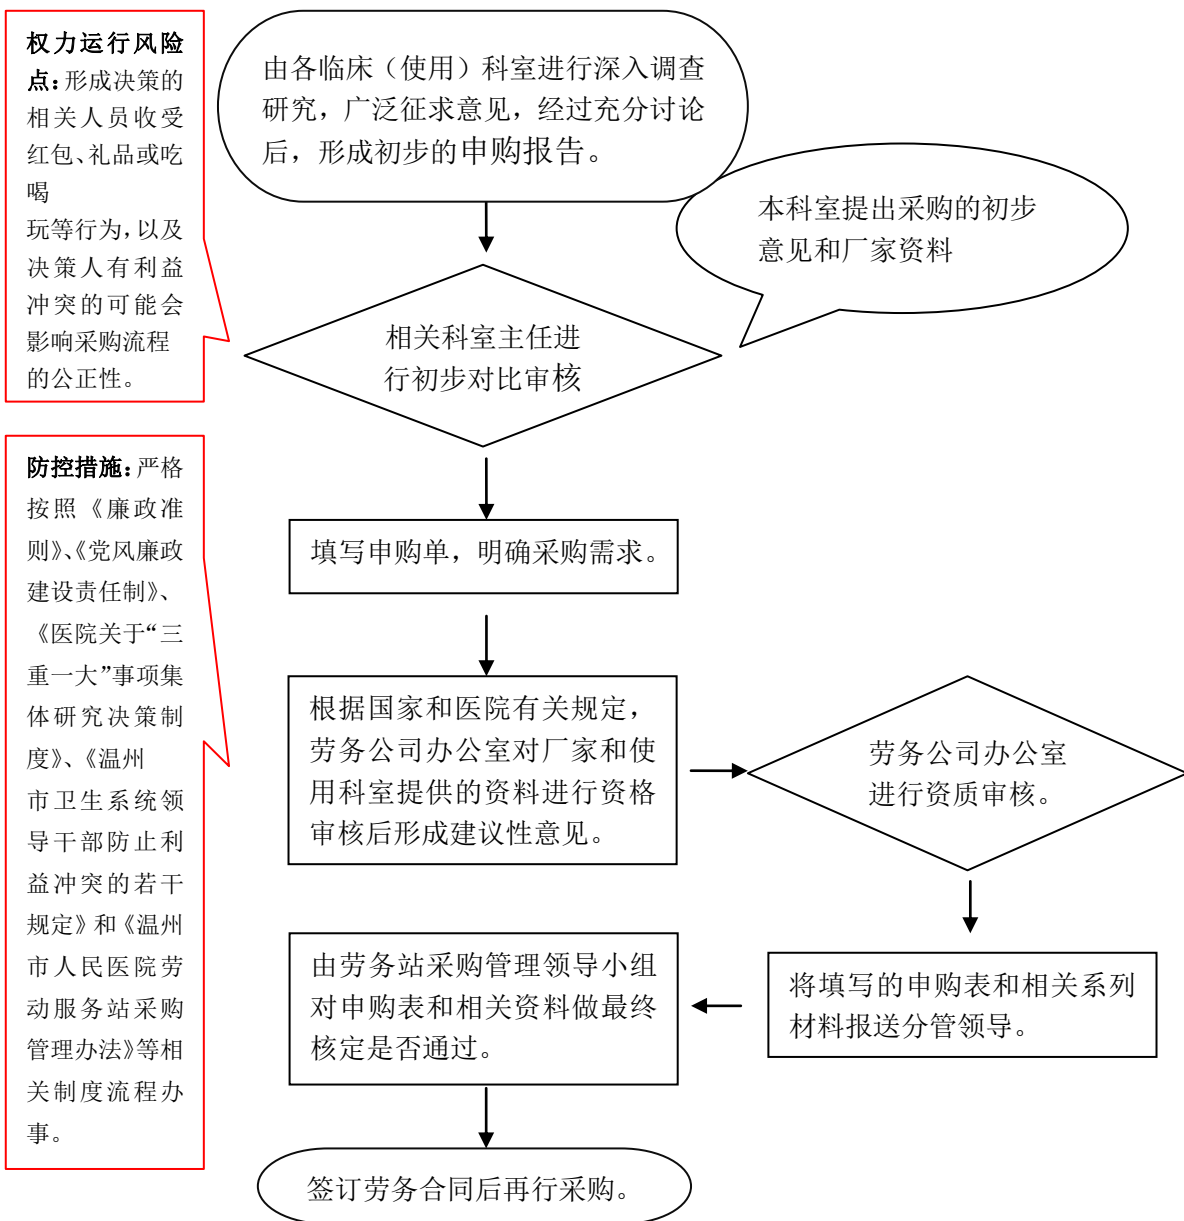 权力运行风险
点：形成决策的
相关人员收受
红包、礼品或吃
喝
玩等行为，以及
决策人有利益
冲突的可能会
影响采购流程
的公正性。
由各临床（使用）科室进行深入调查
研究，广泛征求意见，经过充分讨论
后，形成初步的申购报告。
本科室提出采购的初步
意见和厂家资料
相关科室主任进
行初步对比审核
防控措施：严格
按照《廉政准
则》、《党风廉政
建设责任制》、
《医院关于“三
重一大”事项集
体研究决策制
度》、《温州
市卫生系统领
导干部防止利
益冲突的若干
规定》和《温州
市人民医院劳
动服务站采购
管理办法》等相
关制度流程办
事。
填写申购单，明确采购需求。
根据国家和医院有关规定，
劳务公司办公室对厂家和使
用科室提供的资料进行资格
审核后形成建议性意见。
劳务公司办公室
进行资质审核。
将填写的申购表和相关系列
材料报送分管领导。
由劳务站采购管理领导小组
对申购表和相关资料做最终
核定是否通过。
签订劳务合同后再行采购。